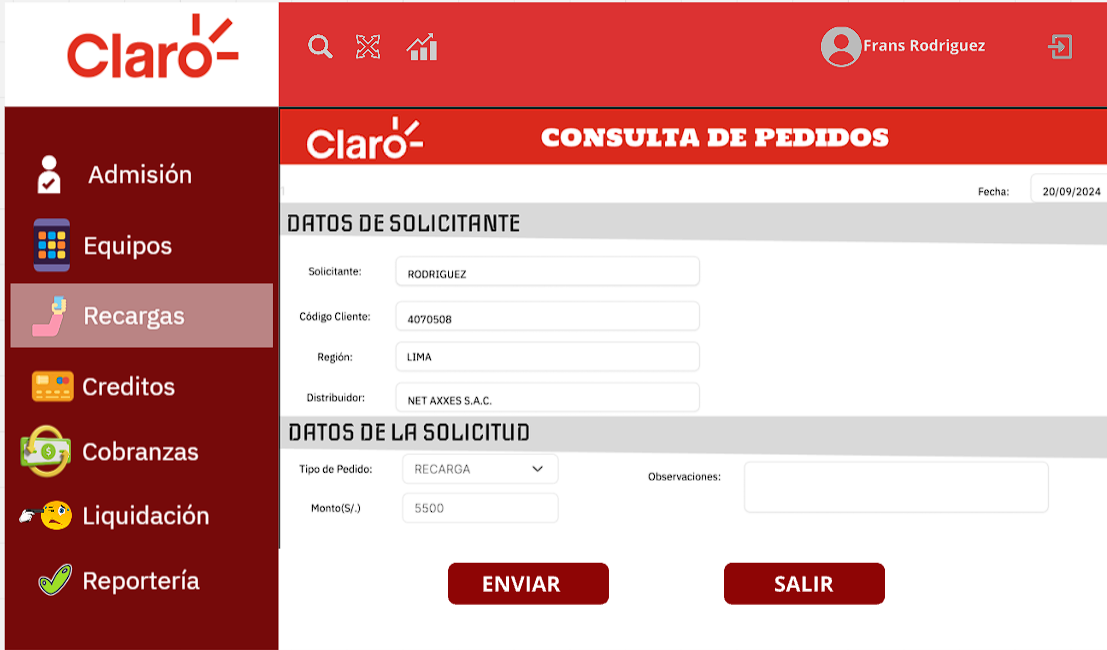 Claro
Frans Rodriguez
Claro
CONSULTA DE PEDIDOS
Admisión
Equipos
Recargas
Creditos
Cobranzas
Liquidación
Reportería
Fecha: 20/09/2024
DATOS DE SOLICITANTE
Solicitante: RODRIGUEZ
Código Cliente: 4070508
Región: LIMA
Distribuidor: NET AXXES S.A.C.
DATOS DE LA SOLICITUD
Tipo de Pedido: RECARGA
Observaciones:
Monto(S/.) 5500
ENVIAR
SALIR